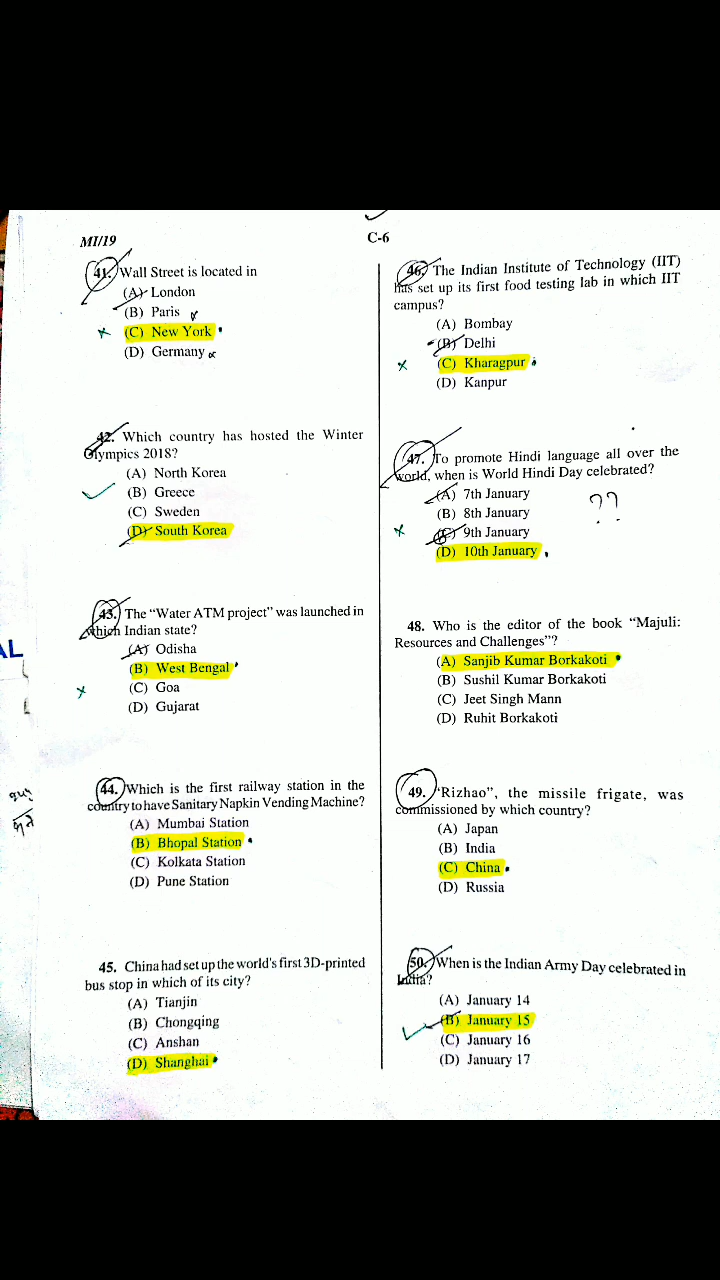 MI/19
C-6
41. Wall Street is located in
(A) London
(B) Paris
(C) New York
(D) Germany
42. Which country has hosted the Winter
Olympics 2018?
(A) North Korea
(B) Greece
(C) Sweden
(D) South Korea
43. The “Water ATM project” was launched in
which Indian state?
(A) Odisha
(B) West Bengal
(C) Goa
(D) Gujarat
44. Which is the first railway station in the
country to have Sanitary Napkin Vending Machine?
(A) Mumbai Station
(B) Bhopal Station
(C) Kolkata Station
(D) Pune Station
45. China had set up the world's first 3D-printed
bus stop in which of its city?
(A) Tianjin
(B) Chongqing
(C) Anshan
(D) Shanghai
46. The Indian Institute of Technology (IIT)
has set up its first food testing lab in which IIT
campus?
(A) Bombay
(B) Delhi
(C) Kharagpur
(D) Kanpur
47. To promote Hindi language all over the
world, when is World Hindi Day celebrated?
(A) 7th January
(B) 8th January
(C) 9th January
(D) 10th January
??
48. Who is the editor of the book “Majuli:
Resources and Challenges”?
(A) Sanjib Kumar Borkakoti
(B) Sushil Kumar Borkakoti
(C) Jeet Singh Mann
(D) Ruhit Borkakoti
49. “Rizhao”, the missile frigate, was
commissioned by which country?
(A) Japan
(B) India
(C) China
(D) Russia
50. When is the Indian Army Day celebrated in
India?
(A) January 14
(B) January 15
(C) January 16
(D) January 17
AL